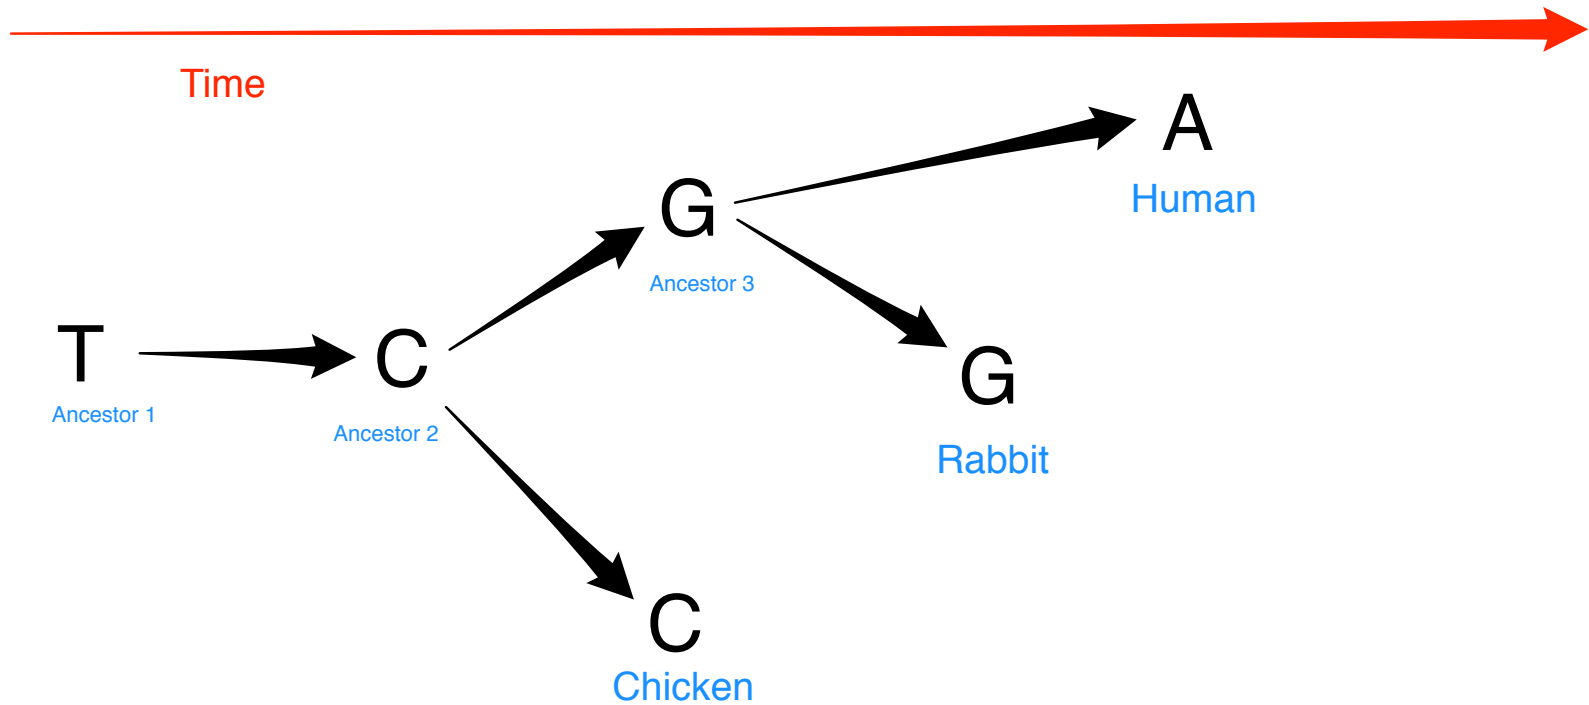 Time
A
Human
G
Ancestor 3
T
Ancestor 1
C
Ancestor 2
G
Rabbit
C
Chicken